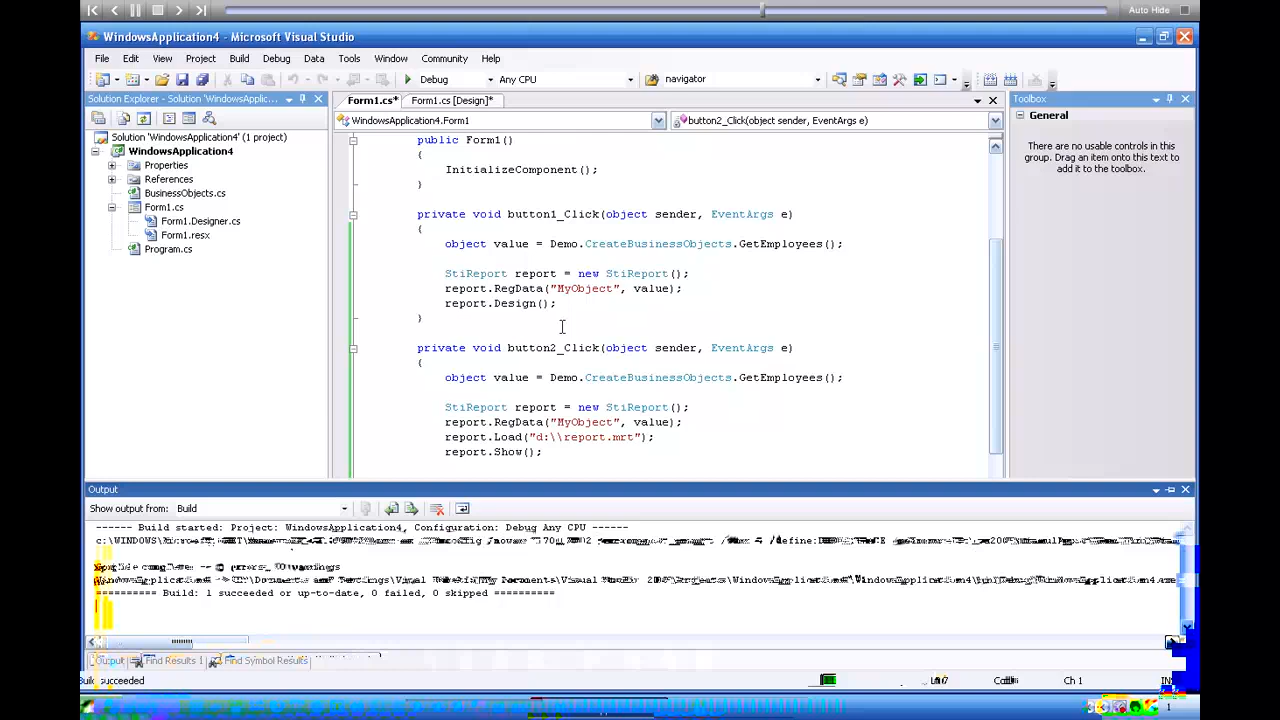 Auto Hide
WindowsApplication4 - Microsoft Visual Studio
File Edit View Project Build Debug Data Tools Window Community Help
Debug Any CPU navigator
Solution Explorer - Solution 'WindowsApplic...
Solution 'WindowsApplication4' (1 project)
WindowsApplication4
Properties
References
BusinessObjects.cs
Form1.cs
Form1.Designer.cs
Form1.resx
Program.cs
Form1.cs* Form1.cs [Design]*
WindowsApplication4.Form1 button2_Click(object sender, EventArgs e)
public Form1()
{
InitializeComponent();
}
private void button1_Click(object sender, EventArgs e)
{
object value = Demo.CreateBusinessObjects.GetEmployees();
StiReport report = new StiReport();
report.RegData("MyObject", value);
report.Design();
}
private void button2_Click(object sender, EventArgs e)
{
object value = Demo.CreateBusinessObjects.GetEmployees();
StiReport report = new StiReport();
report.RegData("MyObject", value);
report.Load("d:\\report.mrt");
report.Show();
Toolbox
General
There are no usable controls in this
group. Drag an item onto this text to
add it to the toolbox.
Output
Show output from: Build
------ Build started: Project: WindowsApplication4, Configuration: Debug Any CPU ------
========== Build: 1 succeeded or up-to-date, 0 failed, 0 skipped ==========
Output Find Results 1 Find Symbol Results
succeeded Ch 1